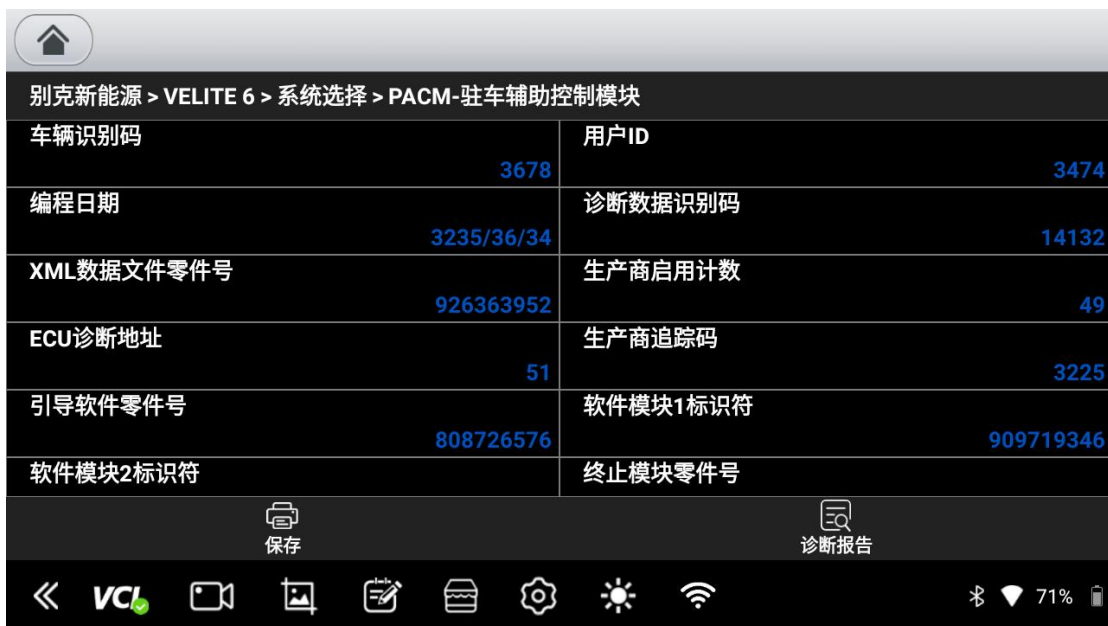 别克新能源 > VELITE 6 > 系统选择 > PACM-驻车辅助控制模块
车辆识别码
3678
用户ID
3474
编程日期
3235/36/34
诊断数据识别码
14132
XML数据文件零件号
926363952
生产商启用计数
49
ECU诊断地址
51
生产商追踪码
3225
引导软件零件号
808726576
软件模块1标识符
909719346
软件模块2标识符
终止模块零件号
保存
诊断报告
VCI
71%